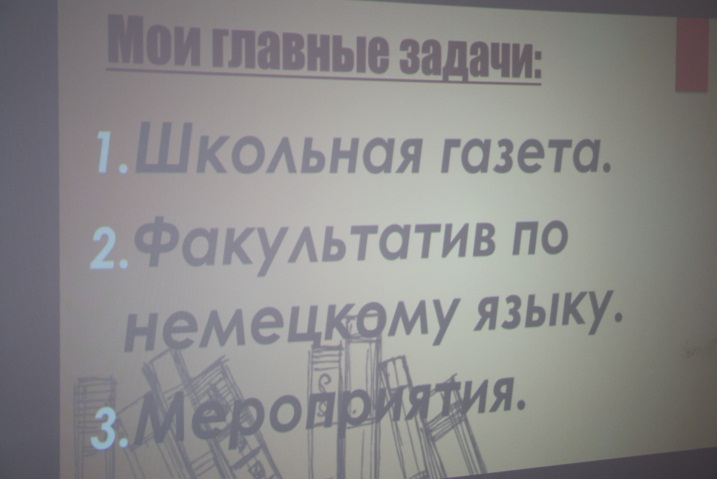 Мои главные задачи:
1.Школьная газета.
2.Факультатив по
немецкому языку.
3.Мероприятия.